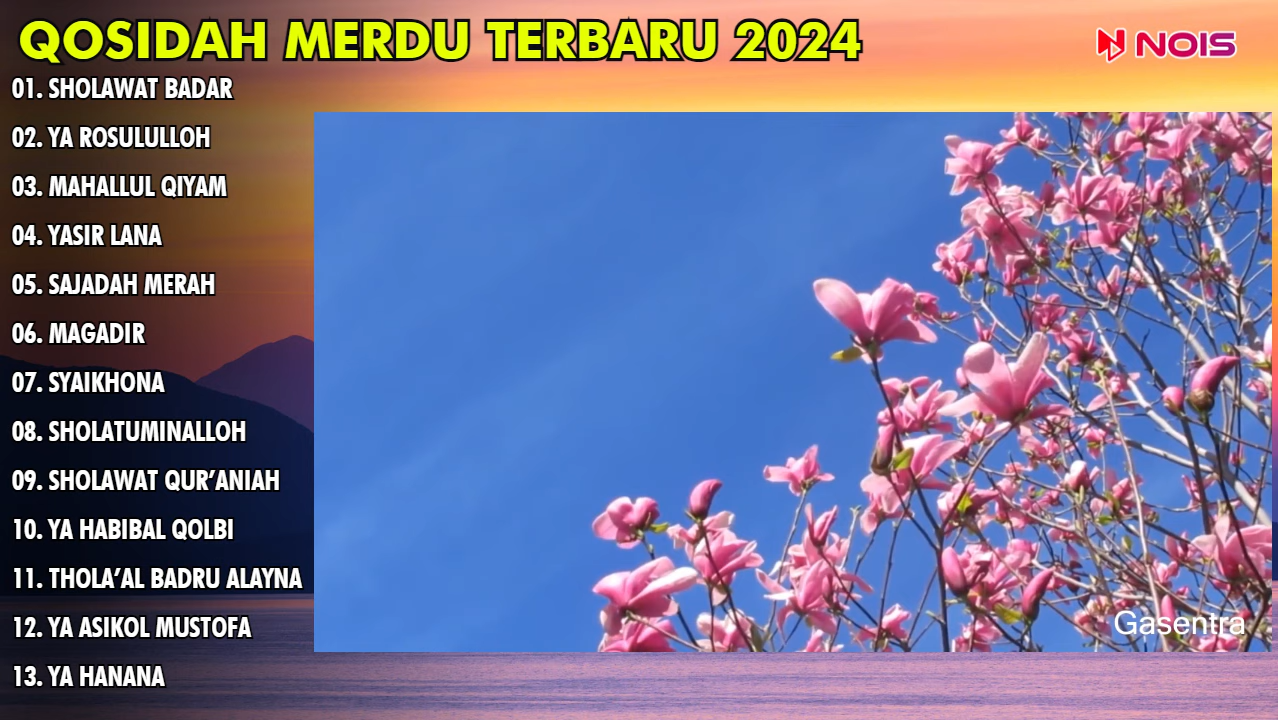 QOSIDAH MERDU TERBARU 2024
NOIS
01. SHOLAWAT BADAR
02. YA ROSULULLOH
03. MAHALLUL QIYAM
04. YASIR LANA
05. SAJADAH MERAH
06. MAGADIR
07. SYAIKHONA
08. SHOLATUMINALLOH
09. SHOLAWAT QUR’ANIAH
10. YA HABIBAL QOLBI
11. THOLA’AL BADRU ALAYNA
12. YA ASIKOL MUSTOFA
13. YA HANANA
Gasentra